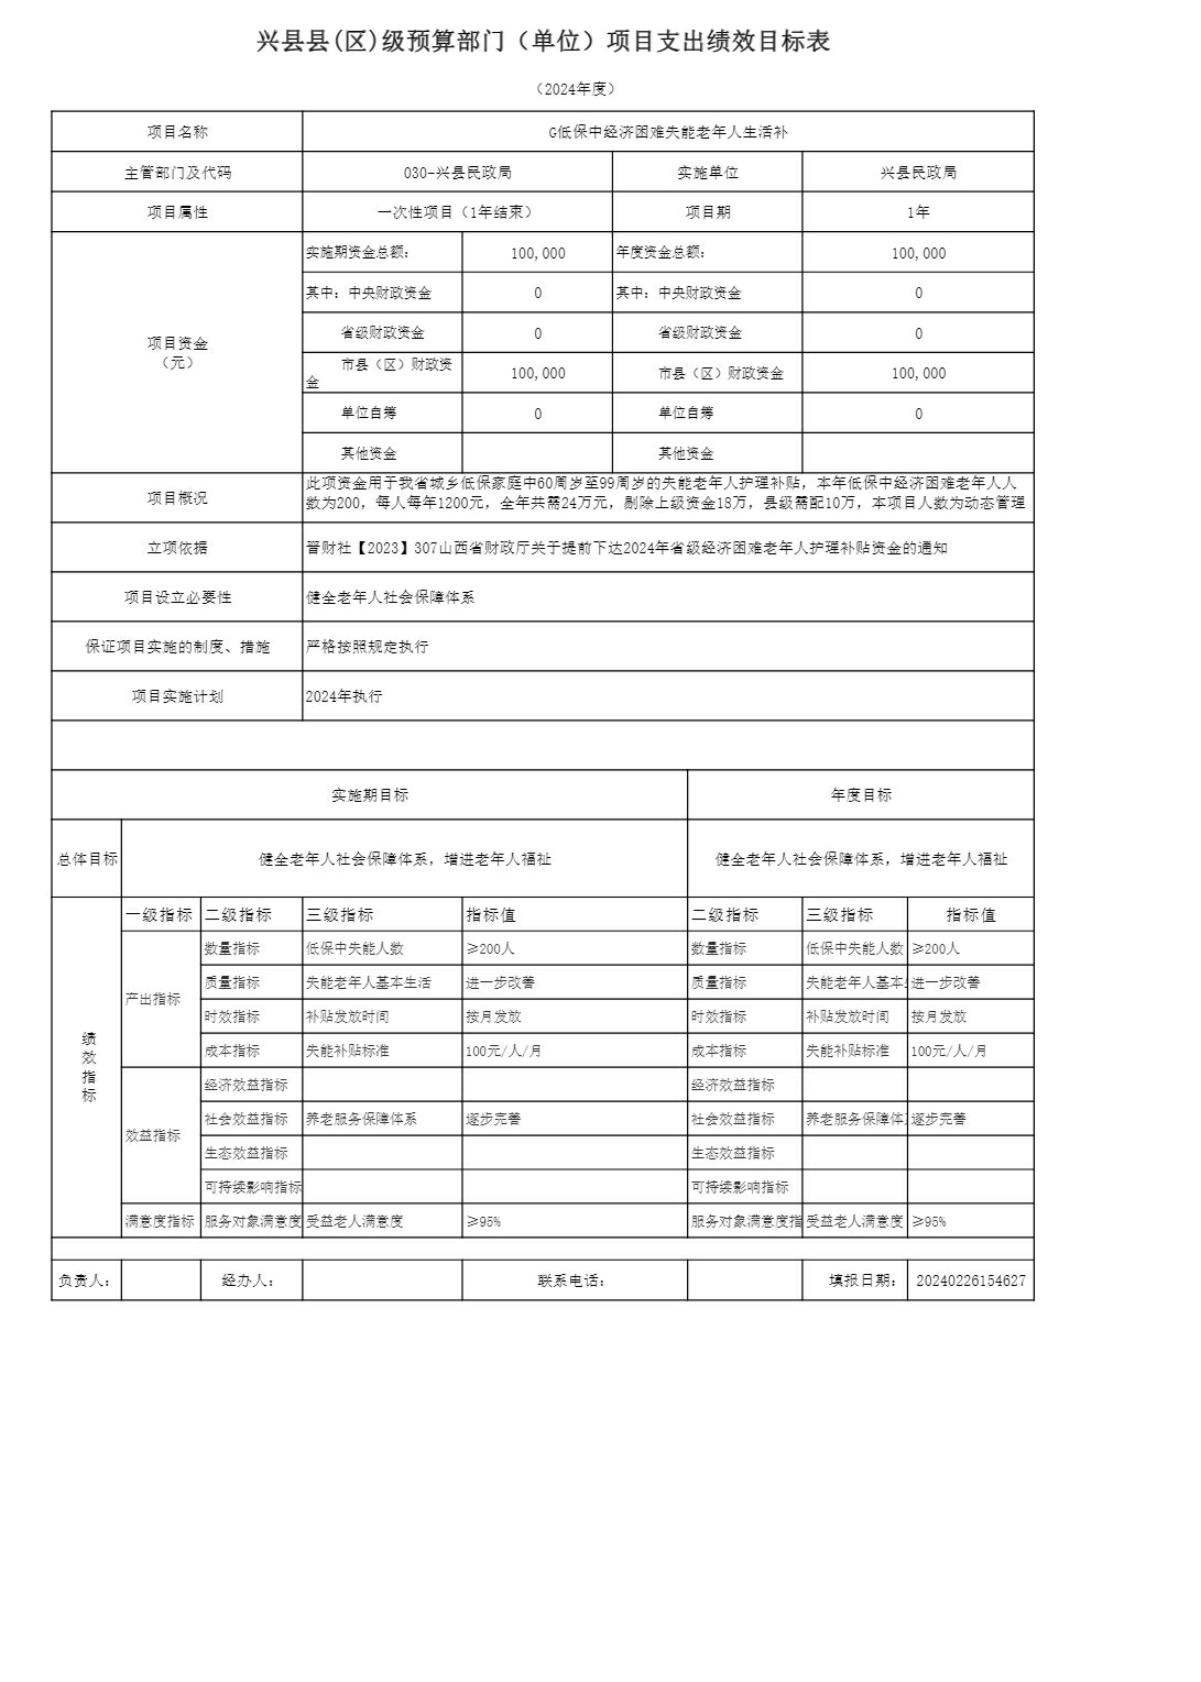 兴县县(区)级预算部门（单位）项目支出绩效目标表
（2024年度）
项目名称 G低保中经济困难失能老年人生活补
主管部门及代码 030-兴县民政局 实施单位 兴县民政局
项目属性 一次性项目（1年结束） 项目期 1年
项目资金
（元）
实施期资金总额： 100,000 年度资金总额： 100,000
其中：中央财政资金 0 其中：中央财政资金 0
省级财政资金 0 省级财政资金 0
市县（区）财政资
金 100,000 市县（区）财政资金 100,000
单位自筹 0 单位自筹 0
其他资金 其他资金
项目概况
此项资金用于我省城乡低保家庭中60周岁至99周岁的失能老年人护理补贴，本年低保中经济困难老年人人
数为200，每人每年1200元，全年共需24万元，剔除上级资金18万，县级需配10万，本项目人数为动态管理
立项依据 晋财社【2023】307山西省财政厅关于提前下达2024年省级经济困难老年人护理补贴资金的通知
项目设立必要性 健全老年人社会保障体系
保证项目实施的制度、措施 严格按照规定执行
项目实施计划 2024年执行
实施期目标 年度目标
总体目标 健全老年人社会保障体系，增进老年人福祉 健全老年人社会保障体系，增进老年人福祉
绩效指标
一级指标 二级指标 三级指标 指标值 二级指标 三级指标 指标值
产出指标
数量指标 低保中失能人数 ≥200人 数量指标 低保中失能人数 ≥200人
质量指标 失能老年人基本生活 进一步改善 质量指标 失能老年人基本 进一步改善
时效指标 补贴发放时间 按月发放 时效指标 补贴发放时间 按月发放
成本指标 失能补贴标准 100元/人/月 成本指标 失能补贴标准 100元/人/月
效益指标
经济效益指标 经济效益指标
社会效益指标 养老服务保障体系 逐步完善 社会效益指标 养老服务保障体 逐步完善
生态效益指标 生态效益指标
可持续影响指标 可持续影响指标
满意度指标 服务对象满意度 受益老人满意度 ≥95% 服务对象满意度指 受益老人满意度 ≥95%
负责人： 经办人： 联系电话： 填报日期： 20240226154627